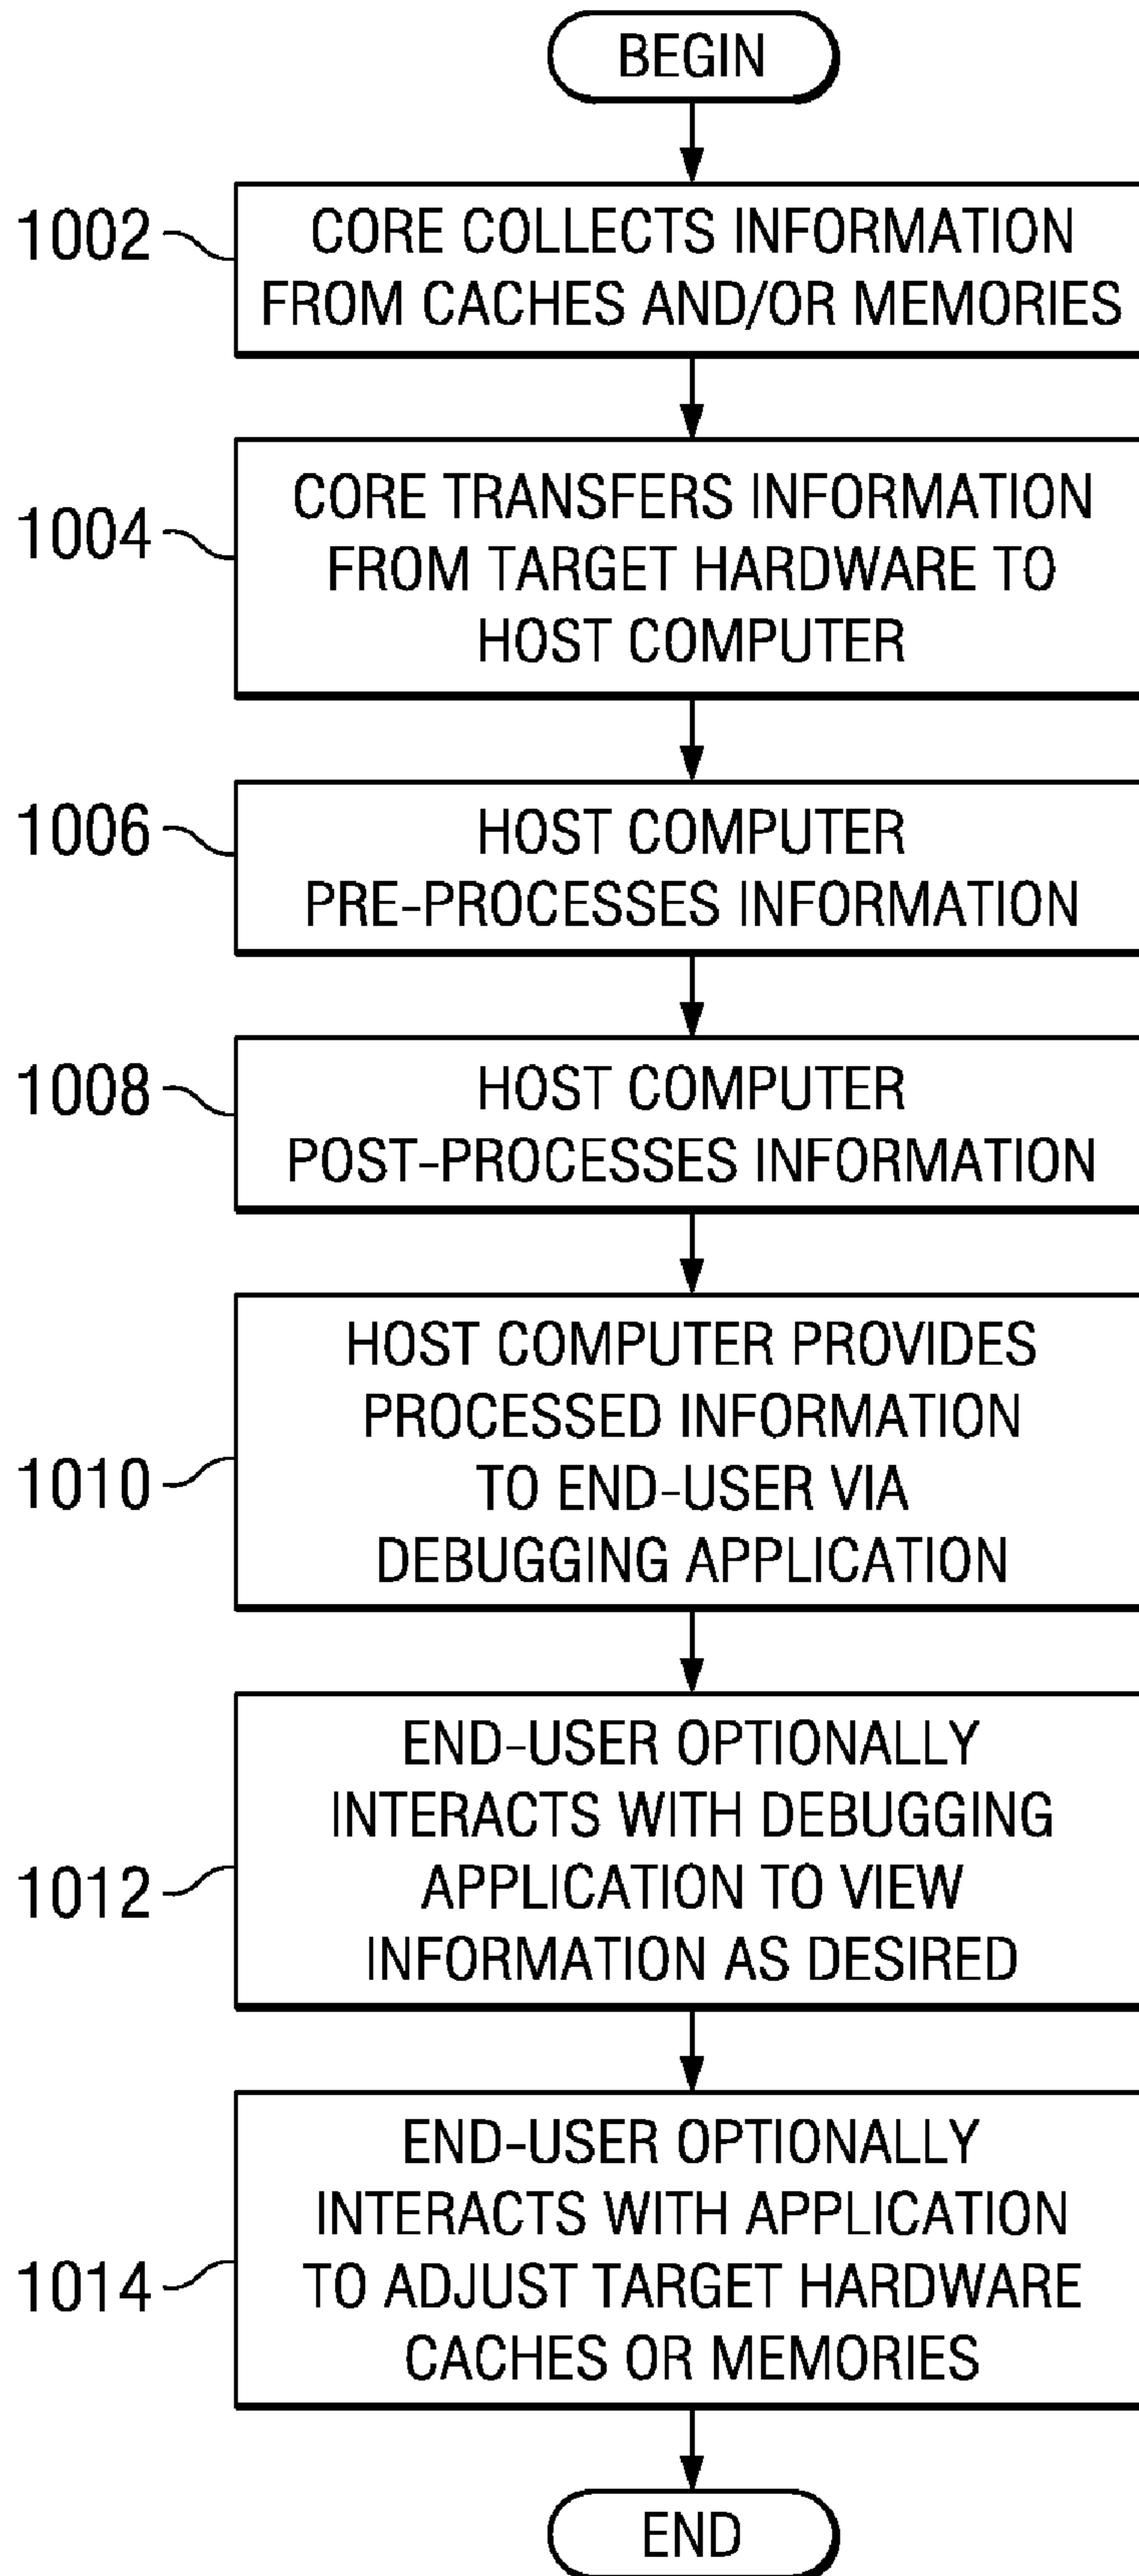 BEGIN
1002
CORE COLLECTS INFORMATION
FROM CACHES AND/OR MEMORIES
1004
CORE TRANSFERS INFORMATION
FROM TARGET HARDWARE TO
HOST COMPUTER
1006
HOST COMPUTER
PRE-PROCESSES INFORMATION
1008
HOST COMPUTER
POST-PROCESSES INFORMATION
1010
HOST COMPUTER PROVIDES
PROCESSED INFORMATION
TO END-USER VIA
DEBUGGING APPLICATION
1012
END-USER OPTIONALLY
INTERACTS WITH DEBUGGING
APPLICATION TO VIEW
INFORMATION AS DESIRED
1014
END-USER OPTIONALLY
INTERACTS WITH APPLICATION
TO ADJUST TARGET HARDWARE
CACHES OR MEMORIES
END